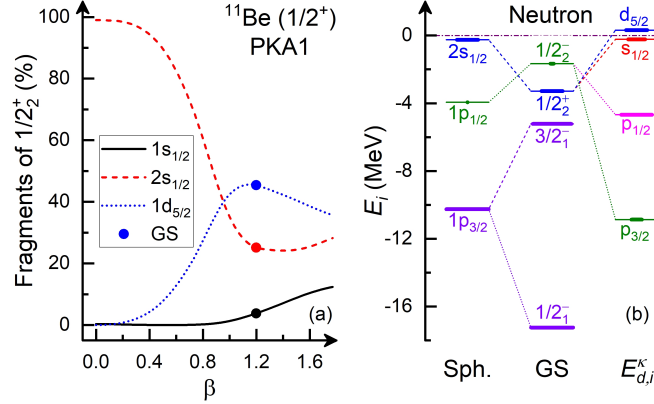 ¹¹Be (1/2⁺)
PKA1
Fragments of 1/2₂⁺ (%)
100
80
60
40
20
0
1s₁/₂
2s₁/₂
1d₅/₂
GS
(a)
0.0 0.4 0.8 1.2 1.6
β
Neutron
E_i (MeV)
0
-4
-8
-12
-16
2s₁/₂
1p₁/₂
1p₃/₂
1/2₂⁻
1/2₂⁺
3/2₁⁻
1/2₁⁻
d₅/₂
s₁/₂
p₁/₂
p₃/₂
(b)
Sph. GS E^κ_{d,i}